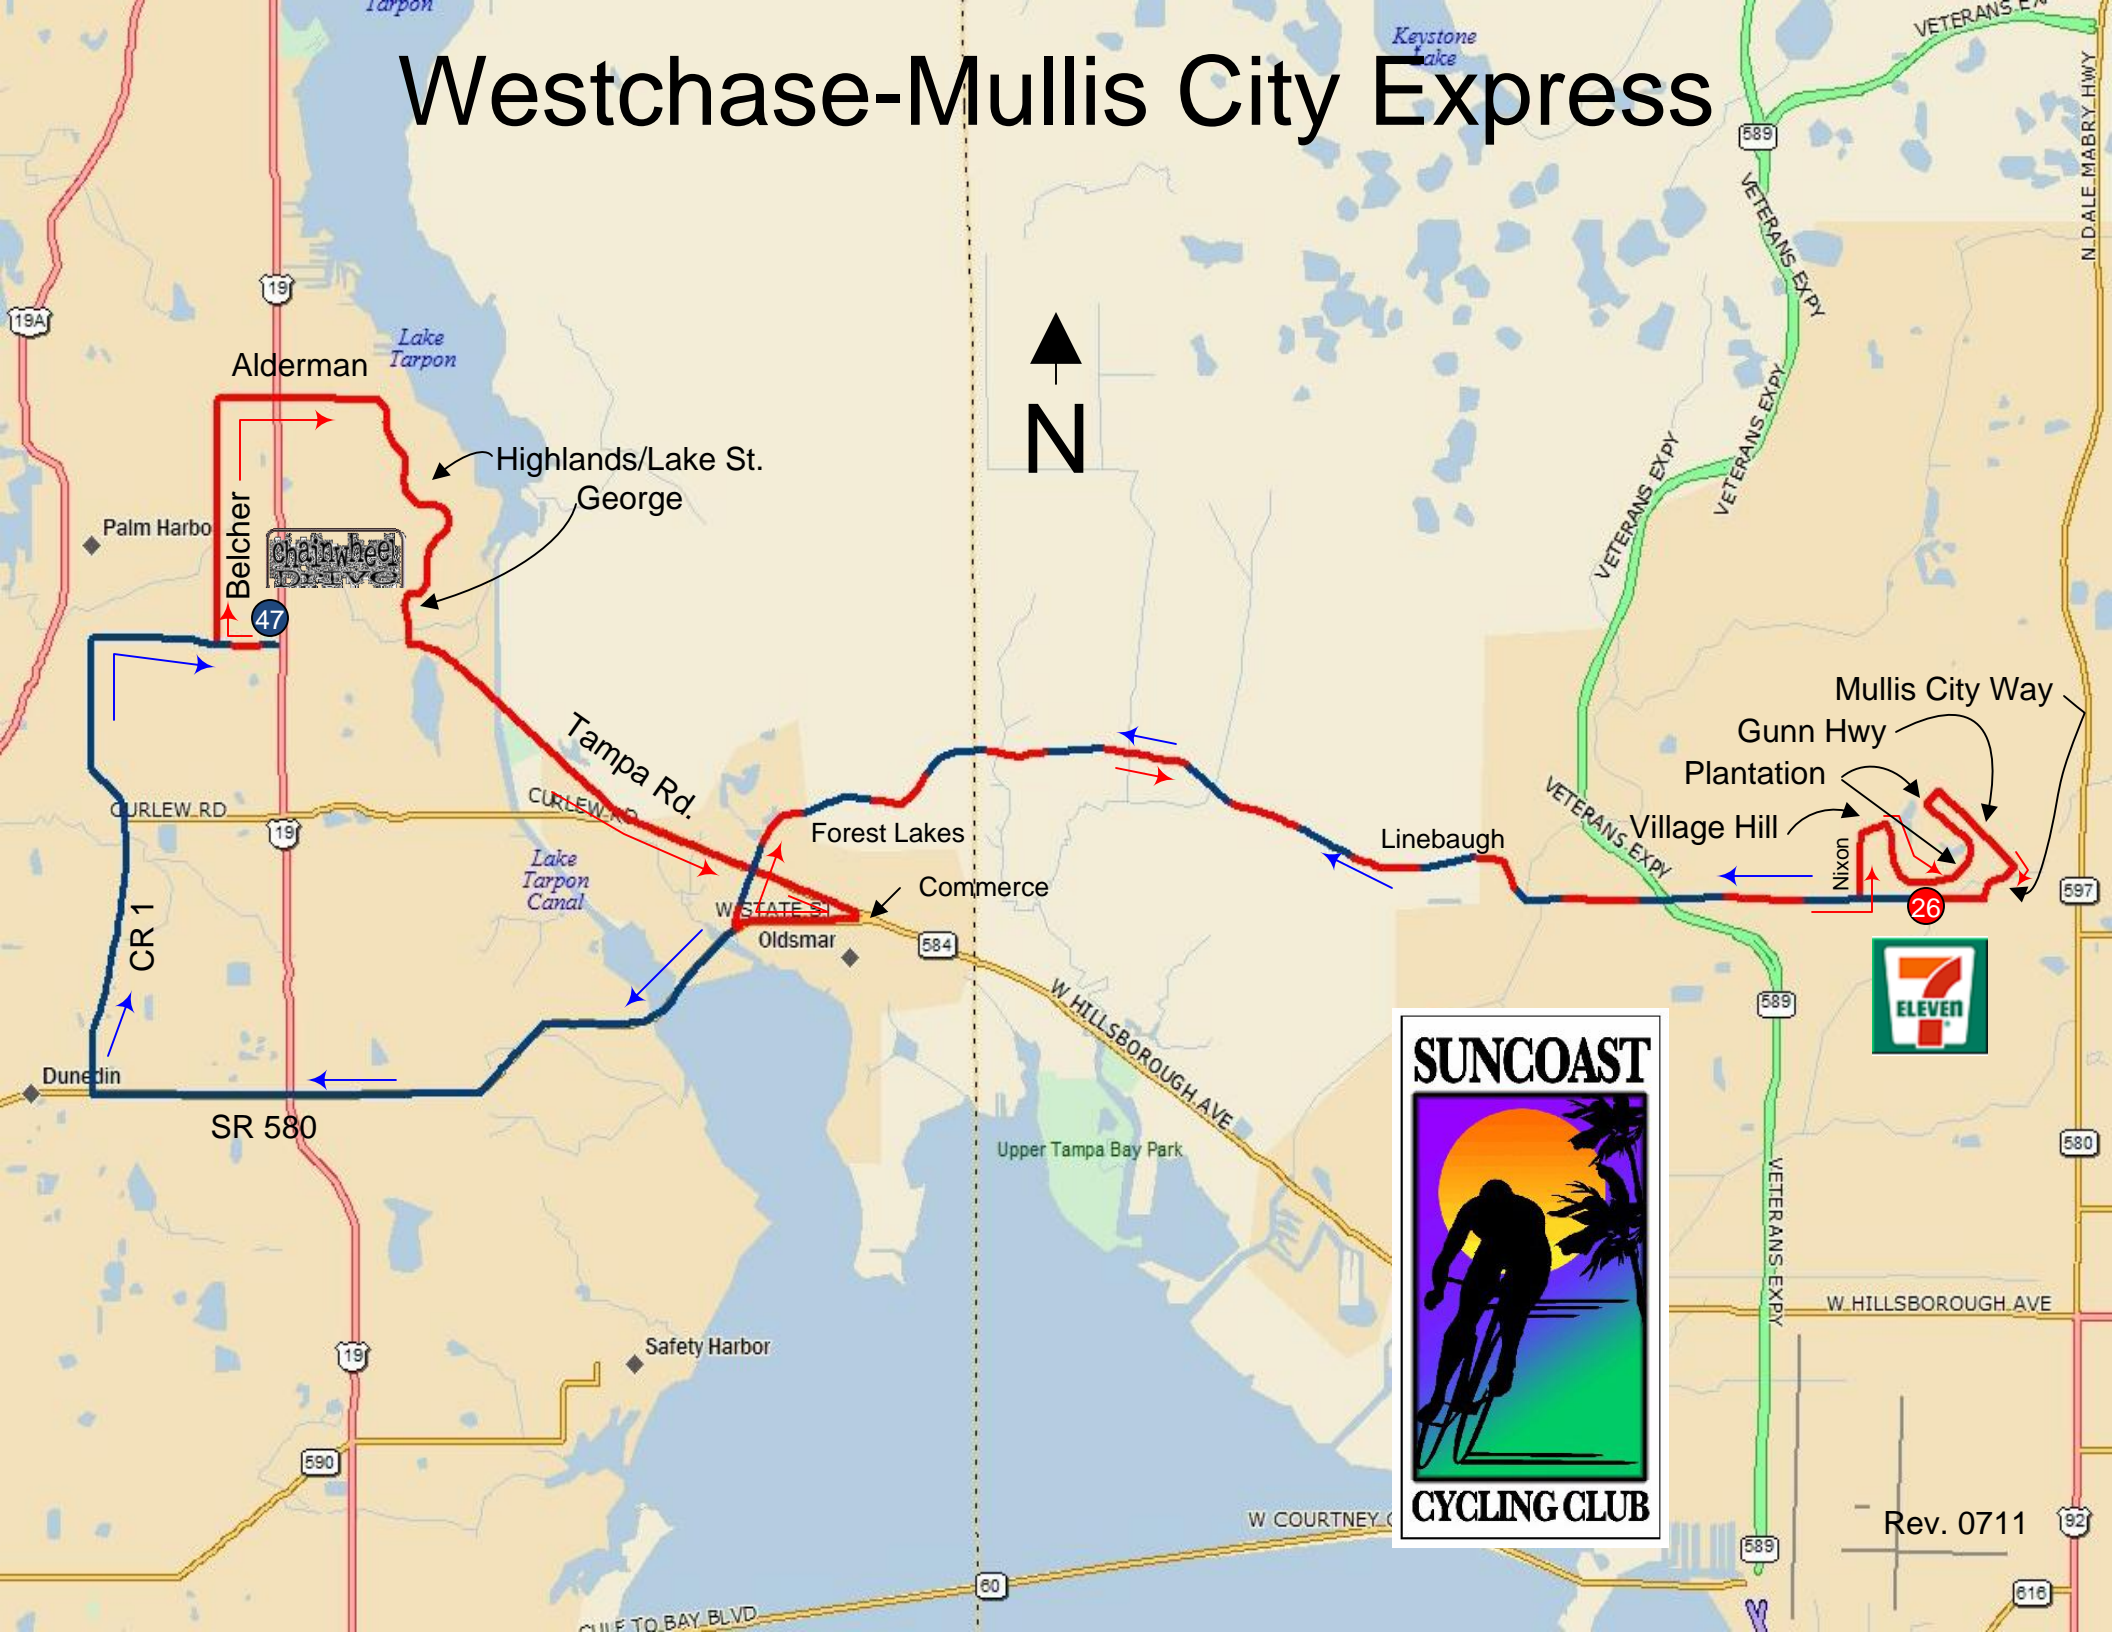 Tarpon
Westchase-Mullis City Express
Keystone
Lake
VETERANS EX
N DALE MABRY HWY
589
VETERANS EXPY
19
19A
Lake
Tarpon
Alderman
N
VETERANS EXPY
VETERANS EXPY
Highlands/Lake St.
George
Palm Harbo
Belcher
chainwheel
Drive
47
Mullis City Way
Gunn Hwy
Plantation
Village Hill
Nixon
Tampa Rd.
CURLEW RD
CURLEW RD
19
Forest Lakes
Linebaugh
VETERANS EXPY
Lake
Tarpon
Canal
Commerce
W STATE ST
Oldsmar
584
597
26
CR 1
7
ELEVEN
589
W HILLSBOROUGH AVE
Dunedin
SR 580
Upper Tampa Bay Park
580
SUNCOAST
CYCLING CLUB
VETERANS EXPY
W HILLSBOROUGH AVE
Safety Harbor
19
590
W COURTNEY
Rev. 0711
92
589
60
616
GULF TO BAY BLVD